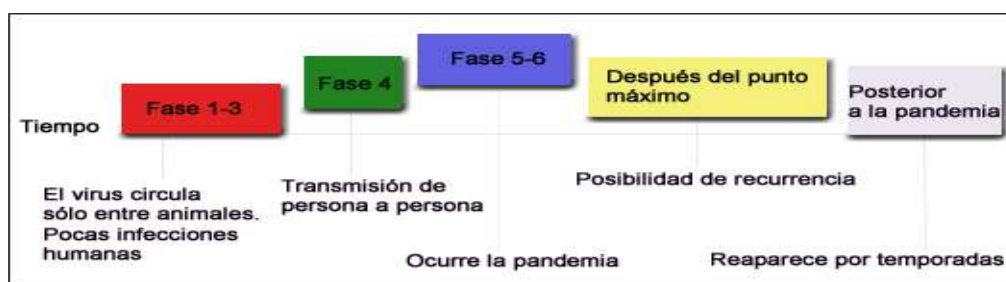 Tiempo
Fase 1-3
Fase 4
Fase 5-6
Después del punto
máximo
Posterior
a la pandemia
El virus circula
sólo entre animales.
Pocas infecciones
humanas
Transmisión de
persona a persona
Ocurre la pandemia
Posibilidad de recurrencia
Reaparece por temporadas